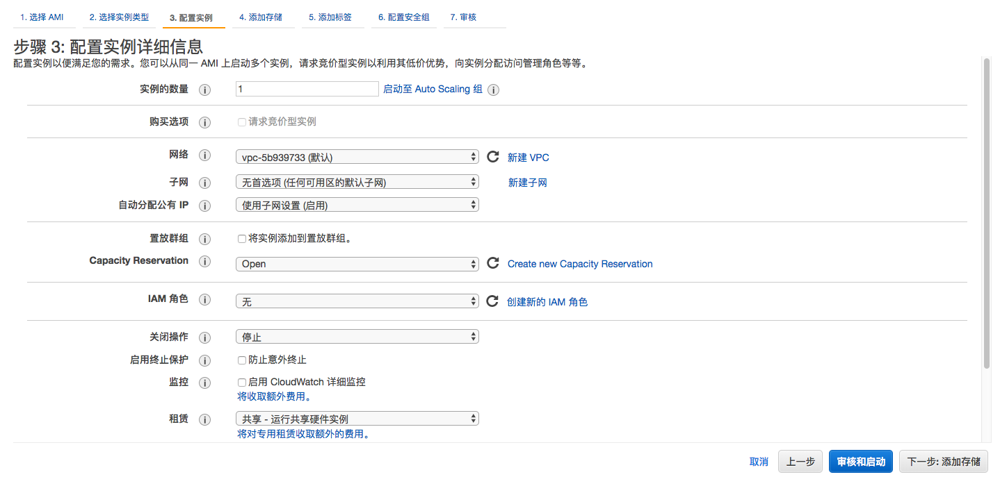 1. 选择 AMI
2. 选择实例类型
3. 配置实例
4. 添加存储
5. 添加标签
6. 配置安全组
7. 审核
步骤 3: 配置实例详细信息
配置实例以便满足您的需求。您可以从同一 AMI 上启动多个实例，请求竞价型实例以利用其低价优势，向实例分配访问管理角色等等。
实例的数量 i 1 启动至 Auto Scaling 组 i
购买选项 i 请求竞价型实例
网络 i vpc-5b939733 (默认) 新建 VPC
子网 i 无首选项 (任何可用区的默认子网) 新建子网
自动分配公有 IP i 使用子网设置 (启用)
置放群组 i 将实例添加到置放群组。
Capacity Reservation i Open Create new Capacity Reservation
IAM 角色 i 无 创建新的 IAM 角色
关闭操作 i 停止
启用终止保护 i 防止意外终止
监控 i 启用 CloudWatch 详细监控
将收取额外费用。
租赁 i 共享 - 运行共享硬件实例
将对专用租赁收取额外的费用。
取消 上一步 审核和启动 下一步: 添加存储